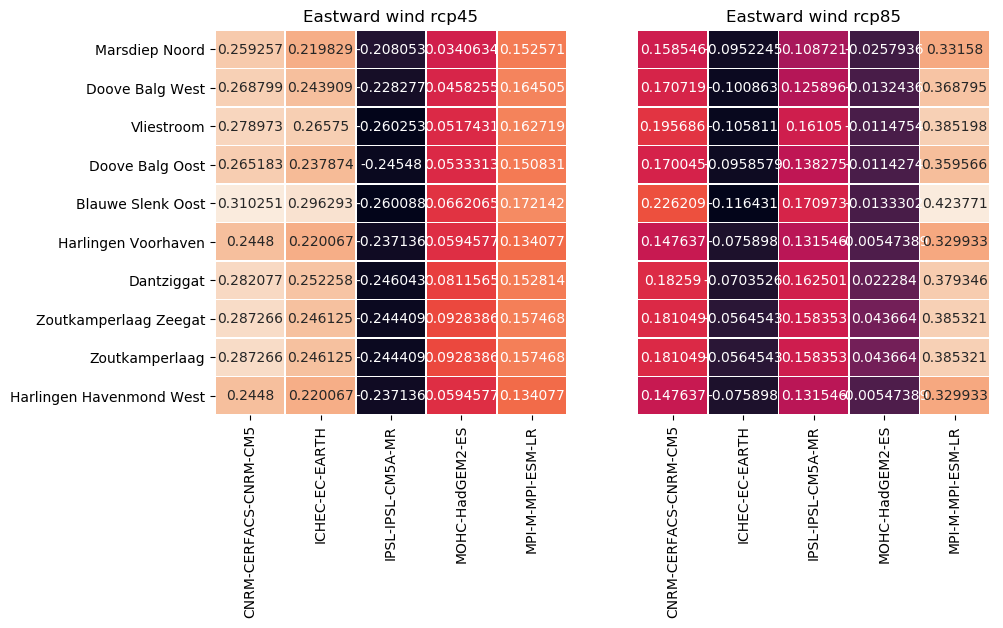 Eastward wind rcp45 Eastward wind rcp85
Marsdiep Noord 0.259257 0.219829 -0.208053 0.0340634 0.152571 0.158546 -0.0952245 0.108721 -0.0257936 0.33158
Doove Balg West 0.268799 0.243909 -0.228277 0.0458255 0.164505 0.170719 -0.100863 0.125896 -0.0132436 0.368795
Vliestroom 0.278973 0.26575 -0.260253 0.0517431 0.162719 0.195686 -0.105811 0.16105 -0.0114754 0.385198
Doove Balg Oost 0.265183 0.237874 -0.24548 0.0533313 0.150831 0.170045 -0.0958579 0.138275 -0.0114274 0.359566
Blauwe Slenk Oost 0.310251 0.296293 -0.260088 0.0662065 0.172142 0.226209 -0.116431 0.170973 -0.0133302 0.423771
Harlingen Voorhaven 0.2448 0.220067 -0.237136 0.0594577 0.134077 0.147637 -0.075898 0.131546 -0.00547389 0.329933
Dantziggat 0.282077 0.252258 -0.246043 0.0811565 0.152814 0.18259 -0.0703526 0.162501 0.022284 0.379346
Zoutkamperlaag Zeegat 0.287266 0.246125 -0.244409 0.0928386 0.157468 0.181049 -0.0564543 0.158353 0.043664 0.385321
Zoutkamperlaag 0.287266 0.246125 -0.244409 0.0928386 0.157468 0.181049 -0.0564543 0.158353 0.043664 0.385321
Harlingen Havenmond West 0.2448 0.220067 -0.237136 0.0594577 0.134077 0.147637 -0.075898 0.131546 -0.00547389 0.329933
CNRM-CERFACS-CNRM-CM5
ICHEC-EC-EARTH
IPSL-IPSL-CM5A-MR
MOHC-HadGEM2-ES
MPI-M-MPI-ESM-LR
CNRM-CERFACS-CNRM-CM5
ICHEC-EC-EARTH
IPSL-IPSL-CM5A-MR
MOHC-HadGEM2-ES
MPI-M-MPI-ESM-LR